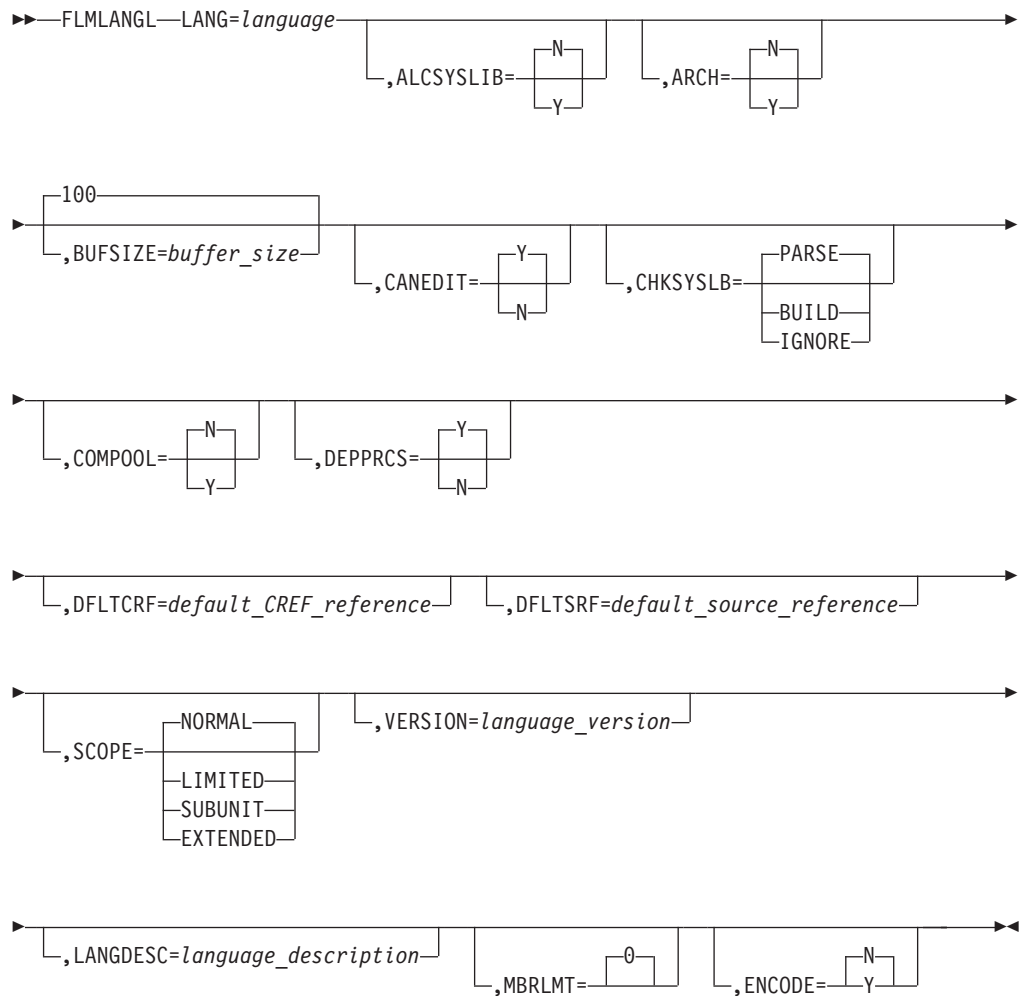 FLMLANGL LANG=language
,ALCSYSLIB= N Y ,ARCH= N Y
100
,BUFSIZE=buffer_size ,CANEDIT= Y N ,CHKSYSLB= PARSE BUILD IGNORE
,COMPOOL= N Y ,DEPPRCS= Y N
,DFLTCRF=default_CREF_reference ,DFLTSRF=default_source_reference
,SCOPE= NORMAL LIMITED SUBUNIT EXTENDED ,VERSION=language_version
,LANGDESC=language_description ,MBRLMT= 0 ,ENCODE= N Y